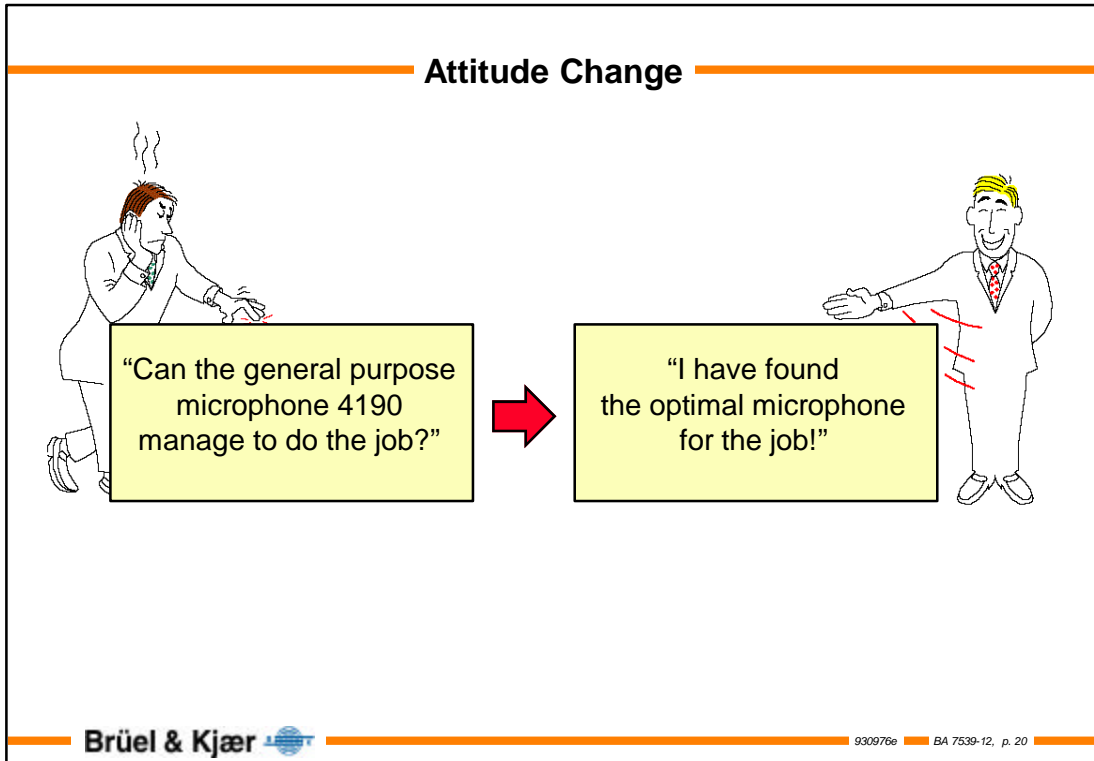 Attitude Change
“Can the general purpose
microphone 4190
manage to do the job?”
“I have found
the optimal microphone
for the job!”
Brüel & Kjær
930976e
BA 7539-12, p. 20